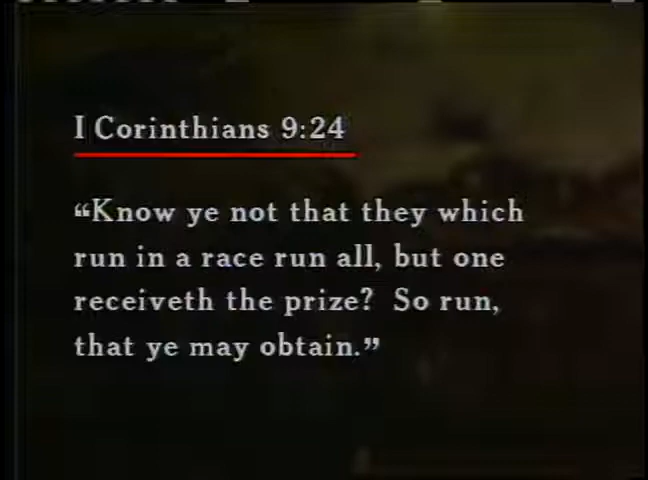 I Corinthians 9:24
“Know ye not that they which
run in a race run all, but one
receiveth the prize? So run,
that ye may obtain.”